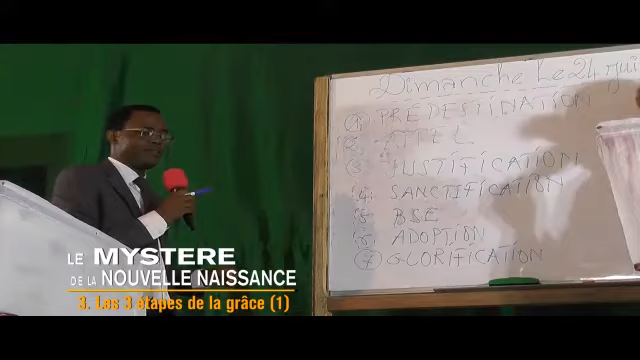 Dimanche Le 24 Juin
1. PRÉDESTINATION
2. APPEL
3. JUSTIFICATION
4. SANCTIFICATION
5. BSE
6. ADOPTION
7. GLORIFICATION
LE MYSTERE
DE LA NOUVELLE NAISSANCE
3. Les 3 étapes de la grâce (1)